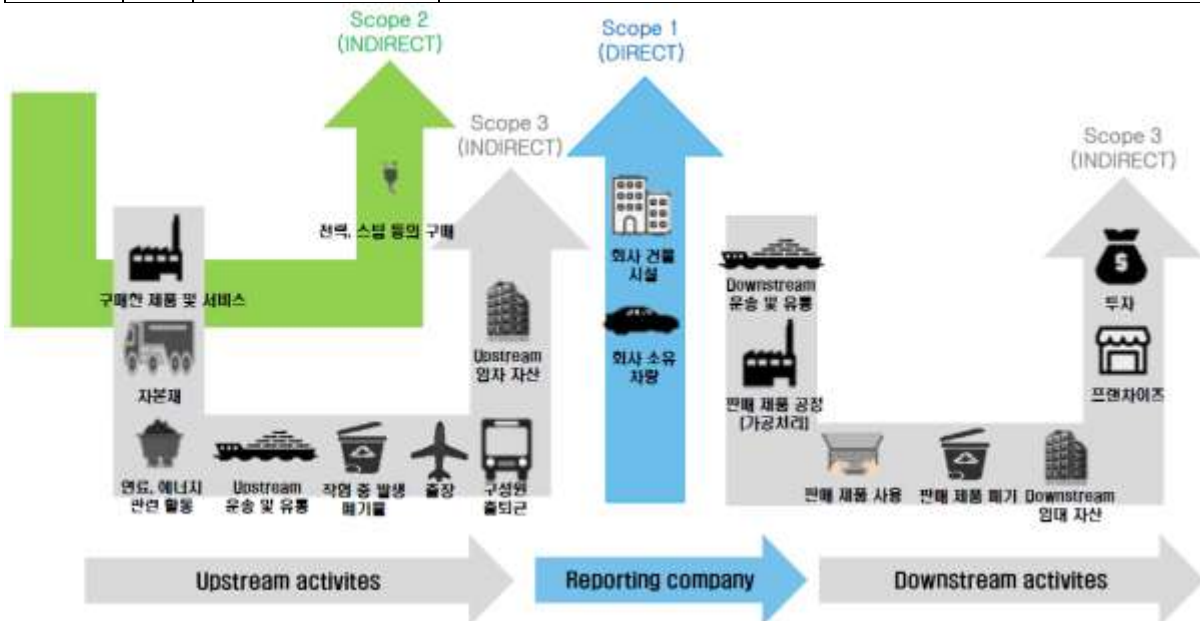 Scope 2
(INDIRECT)
Scope 1
(DIRECT)
Scope 3
(INDIRECT)
Scope 3
(INDIRECT)
전력, 스팀 등의 구매
구매한 제품 및 서비스
자본재
연료, 에너지
관련 활동
Upstream
운송 및 유통
작업 중 발생
폐기물
출장
구성원
출퇴근
Upstream
임차 자산
회사 건물
시설
회사 소유
차량
Downstream
운송 및 유통
판매 제품 공정
(가공처리)
판매 제품 사용
판매 제품 폐기
Downstream
임대 자산
투자
프랜차이즈
Upstream activites
Reporting company
Downstream activites